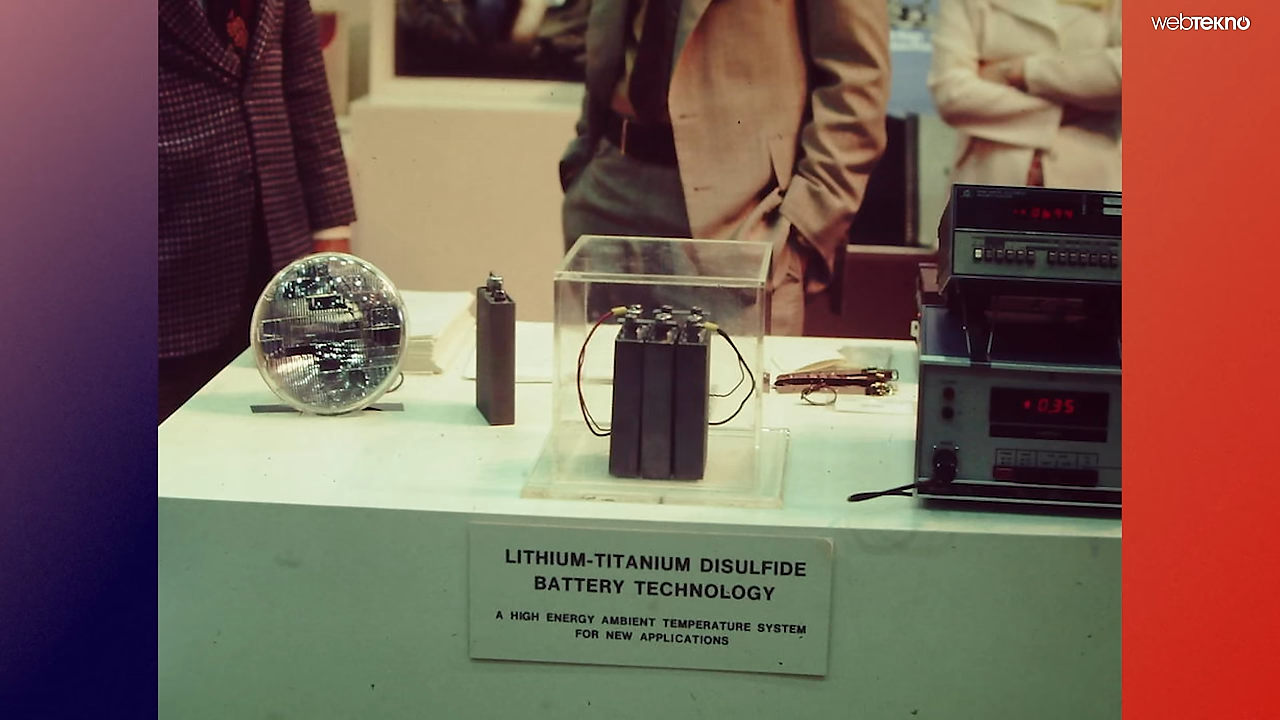 webtekno
LITHIUM-TITANIUM DISULFIDE
BATTERY TECHNOLOGY
A HIGH ENERGY AMBIENT TEMPERATURE SYSTEM
FOR NEW APPLICATIONS
+0.35